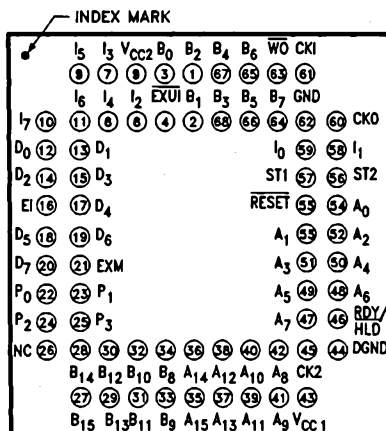 INDEX MARK
I5 I3 VCC2 B0 B2 B4 B6 WO CKI
9 7 9 3 1 67 65 63 61
I6 I4 I2 EXUI B1 B3 B5 B7 GND
I7 10 11 8 6 4 2 68 66 64 62 60 CKO
D0 12 13 D1 I0 59 58 I1
D2 14 15 D3 ST1 57 56 ST2
EI 16 17 D4 RESET 55 54 A0
D5 18 19 D6 A1 53 52 A2
D7 20 21 EXM A3 51 50 A4
P0 22 23 P1 A5 49 48 A6
P2 24 25 P3 A7 47 46 RDY/
HLD
NC 26 28 30 32 34 36 38 40 42 45 44 DGND
B14 B12 B10 B8 A14 A12 A10 A8 CK2
27 29 31 33 35 37 39 41 43
B15 B13 B11 B9 A15 A13 A11 A9 VCC1